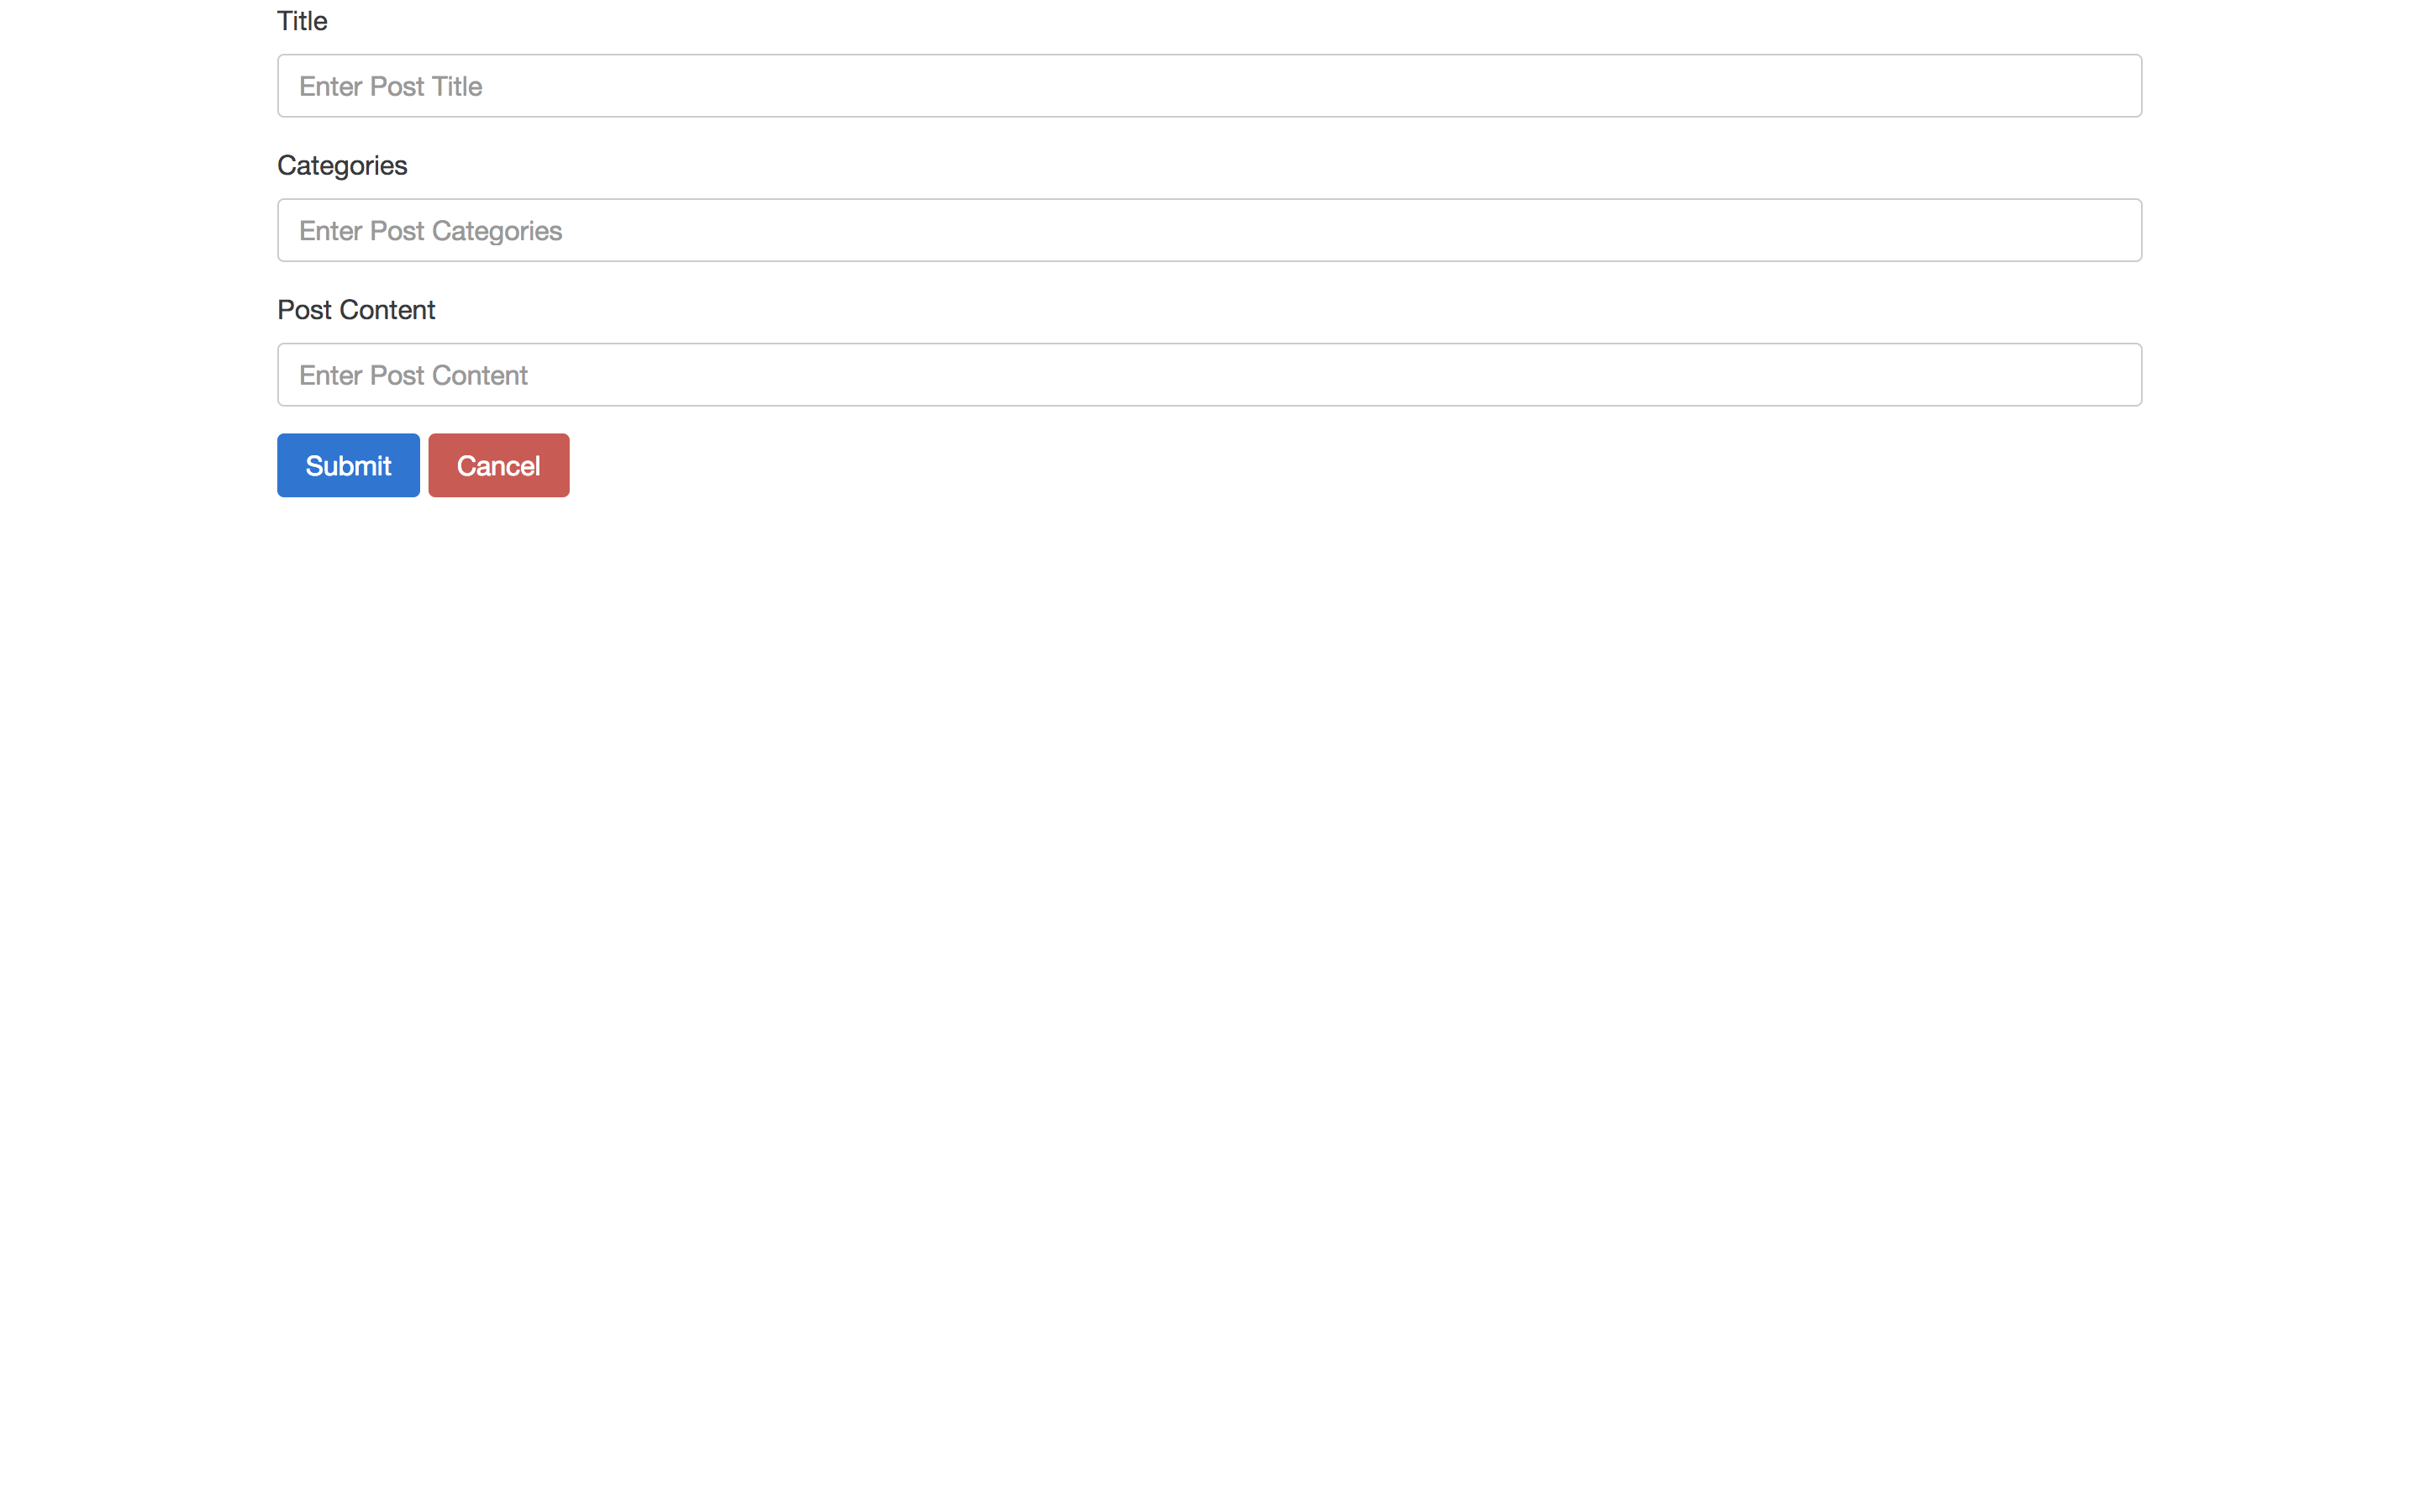 Title
Enter Post Title
Categories
Enter Post Categories
Post Content
Enter Post Content
Submit Cancel